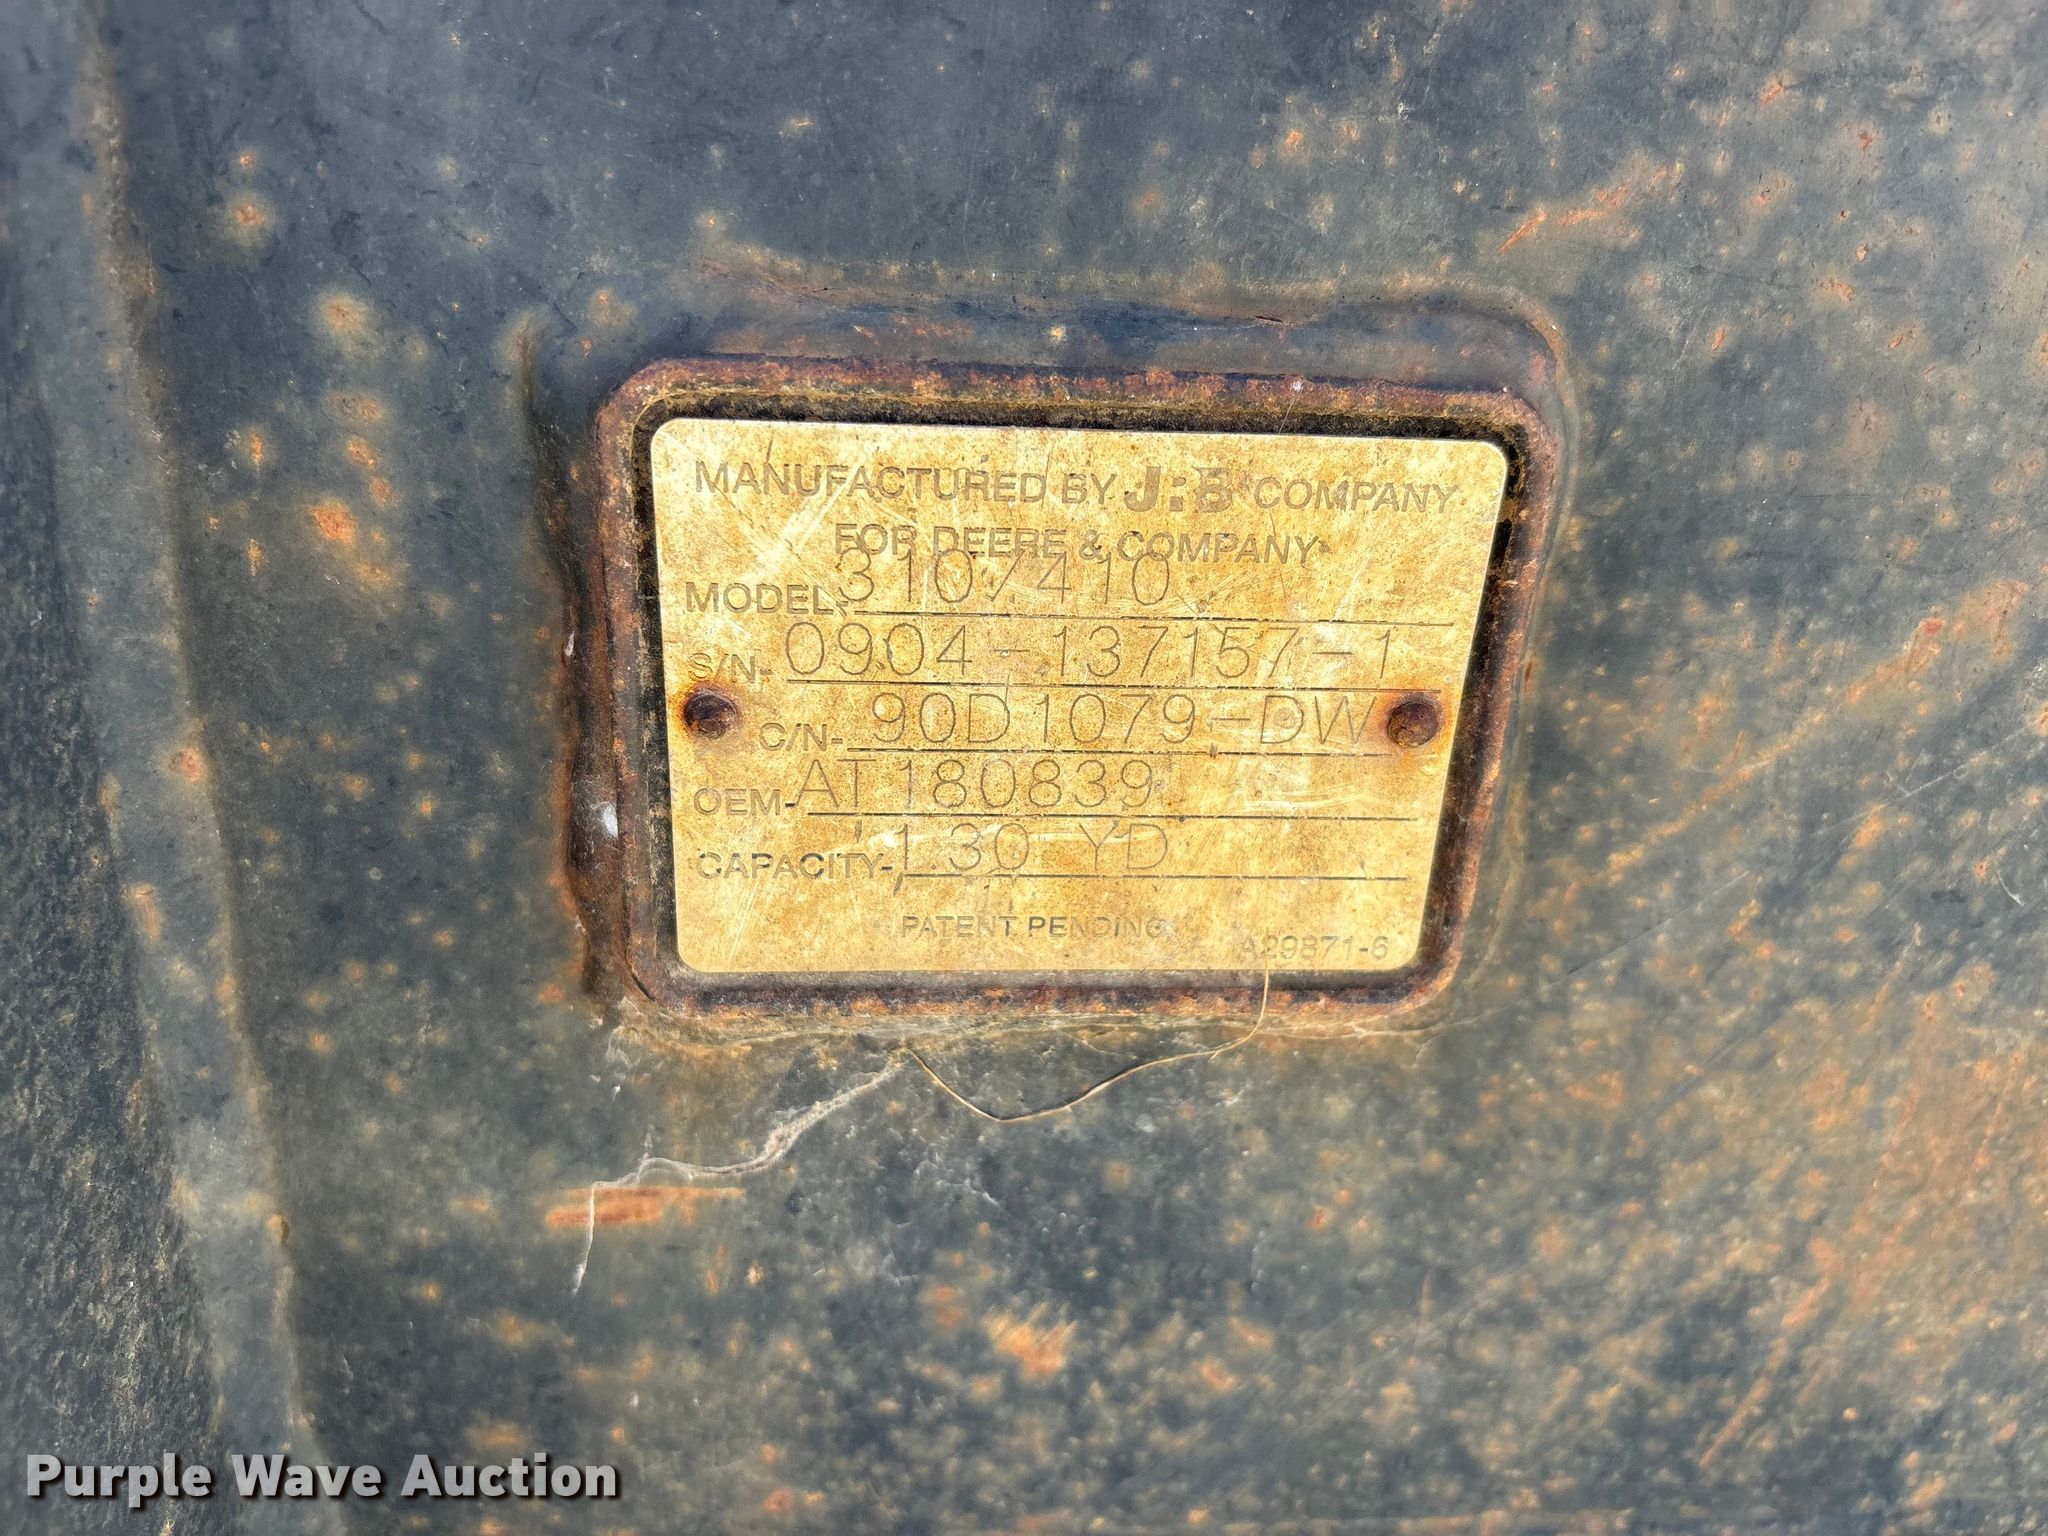 MANUFACTURED BY J:B COMPANY
FOR DEERE & COMPANY
MODEL- 310/410
S/N- 0904-137157-1
C/N- 90D1079-DW
OEM- AT180839
CAPACITY- 1.30 YD
PATENT PENDING
A29871-6
Purple Wave Auction